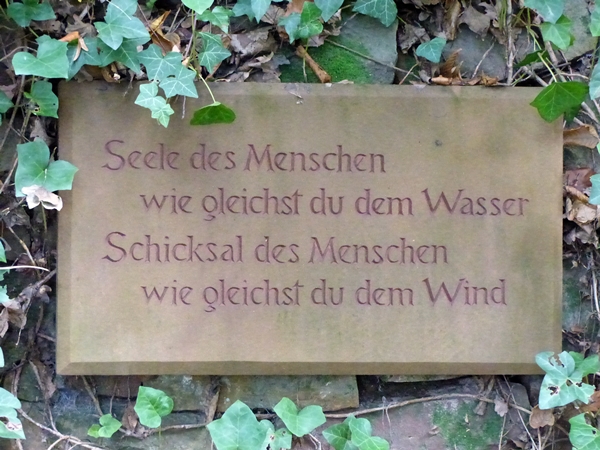 Seele des Menschen
wie gleichst du dem Wasser
Schicksal des Menschen
wie gleichst du dem Wind